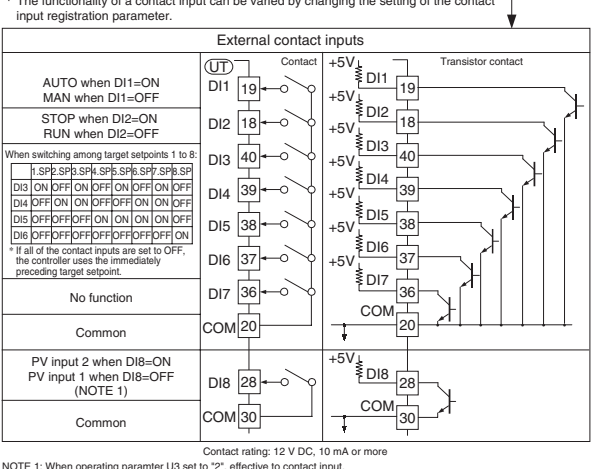 * The functionality of a contact input can be varied by changing the setting of the contact
input registration parameter.
External contact inputs
AUTO when DI1=ON
MAN when DI1=OFF
STOP when DI2=ON
RUN when DI2=OFF
When switching among target setpoints 1 to 8:
1.SP 2.SP 3.SP 4.SP 5.SP 6.SP 7.SP 8.SP
DI3 ON OFF ON OFF ON OFF ON OFF
DI4 OFF ON ON OFF OFF ON ON OFF
DI5 OFF OFF OFF ON ON ON ON OFF
DI6 OFF OFF OFF OFF OFF OFF OFF ON
* If all of the contact inputs are set to OFF,
the controller uses the immediately
preceding target setpoint.
No function
Common
PV input 2 when DI8=ON
PV input 1 when DI8=OFF
(NOTE 1)
Common
UT
Contact
DI1 19
DI2 18
DI3 40
DI4 39
DI5 38
DI6 37
DI7 36
COM 20
DI8 28
COM 30
Transistor contact
+5V DI1 19
+5V DI2 18
+5V DI3 40
+5V DI4 39
+5V DI5 38
+5V DI6 37
+5V DI7 36
COM 20
+5V DI8 28
COM 30
Contact rating: 12 V DC, 10 mA or more
NOTE 1: When operating paramter U3 set to "2", effective to contact input.